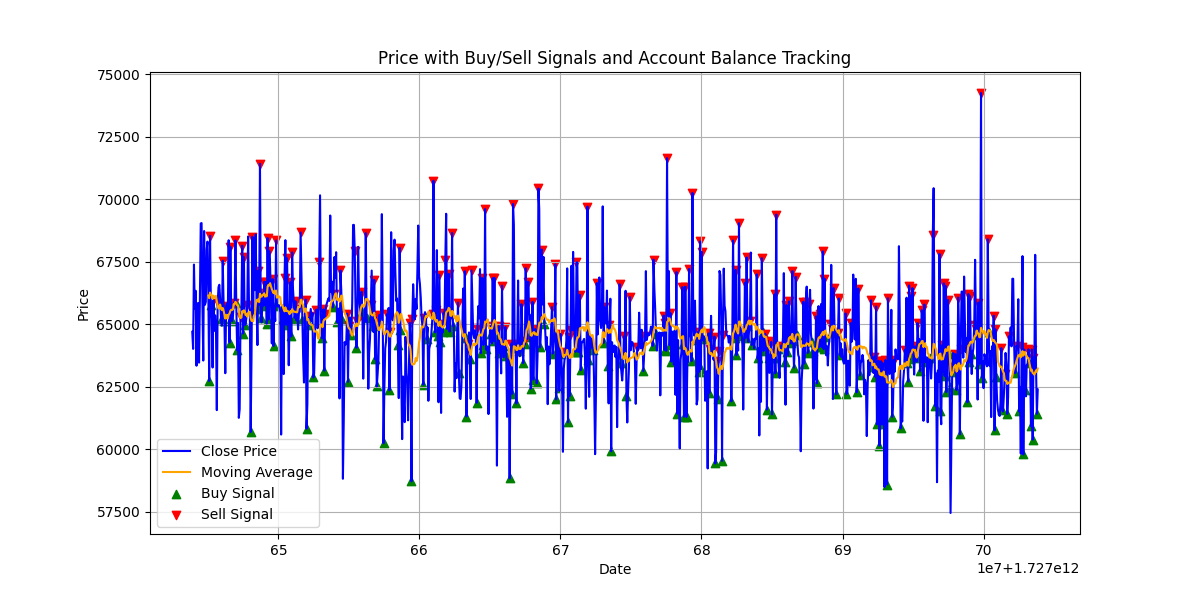 Price with Buy/Sell Signals and Account Balance Tracking
75000
72500
70000
67500
65000
62500
60000
57500
Price
Close Price
Moving Average
Buy Signal
Sell Signal
65 66 67 68 69 70
Date
1e7+1.727e12